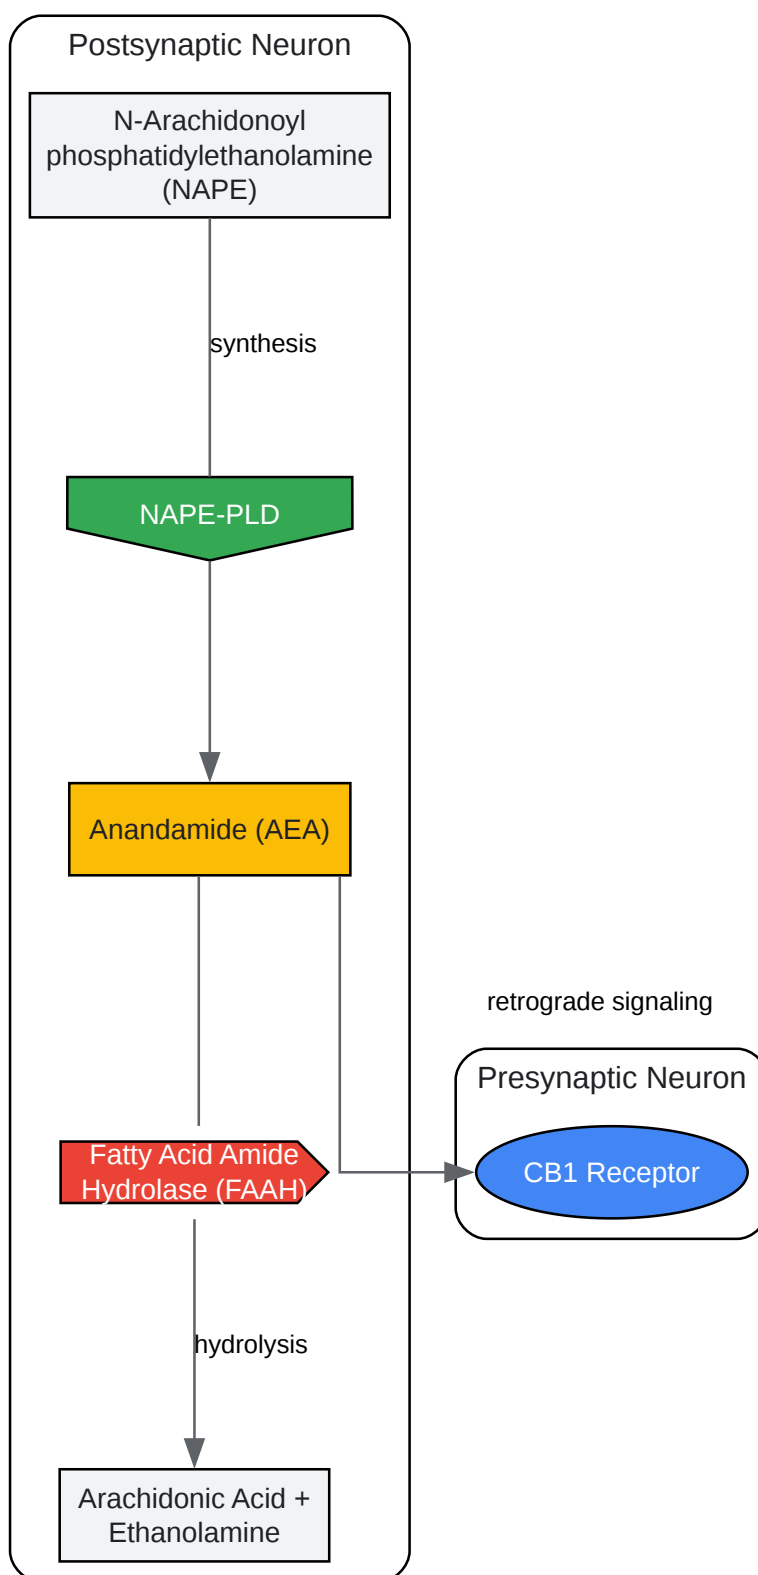 Postsynaptic Neuron
N-Arachidonoyl
phosphatidylethanolamine
(NAPE)
synthesis
NAPE-PLD
Anandamide (AEA)
retrograde signaling
Presynaptic Neuron
Fatty Acid Amide
Hydrolase (FAAH)
CB1 Receptor
hydrolysis
Arachidonic Acid +
Ethanolamine